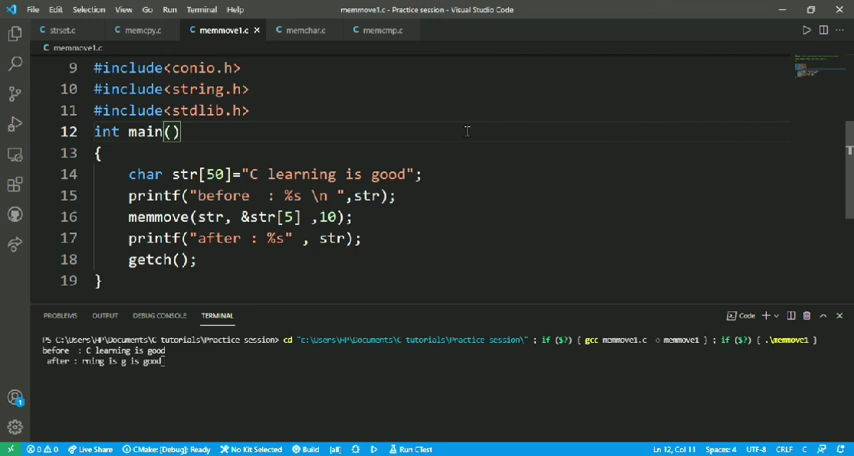 File Edit Selection View Go Run Terminal Help
memmove1.c - Practice session - Visual Studio Code
C strset.c C memcpy.c C memmove1.c C memchar.c C memcmp.c
C memmove1.c
9 #include<conio.h>
10 #include<string.h>
11 #include<stdlib.h>
12 int main()
13 {
14 char str[50]="C learning is good";
15 printf("before  : %s \n ",str);
16 memmove(str, &str[5] ,10);
17 printf("after : %s" , str);
18 getch();
19 }
PROBLEMS OUTPUT DEBUG CONSOLE TERMINAL
Code
PS C:\Users\HP\Documents\C tutorials\Practice session> cd "c:\Users\HP\Documents\C tutorials\Practice session\" ; if ($?) { gcc memmove1.c -o memmove1 } ; if ($?) { .\memmove1 }
before  : C learning is good
after : rning is g is good
1
0 0 Live Share CMake: [Debug]: Ready No Kit Selected Build [all] Run CTest
Ln 12, Col 11 Spaces: 4 UTF-8 CRLF C